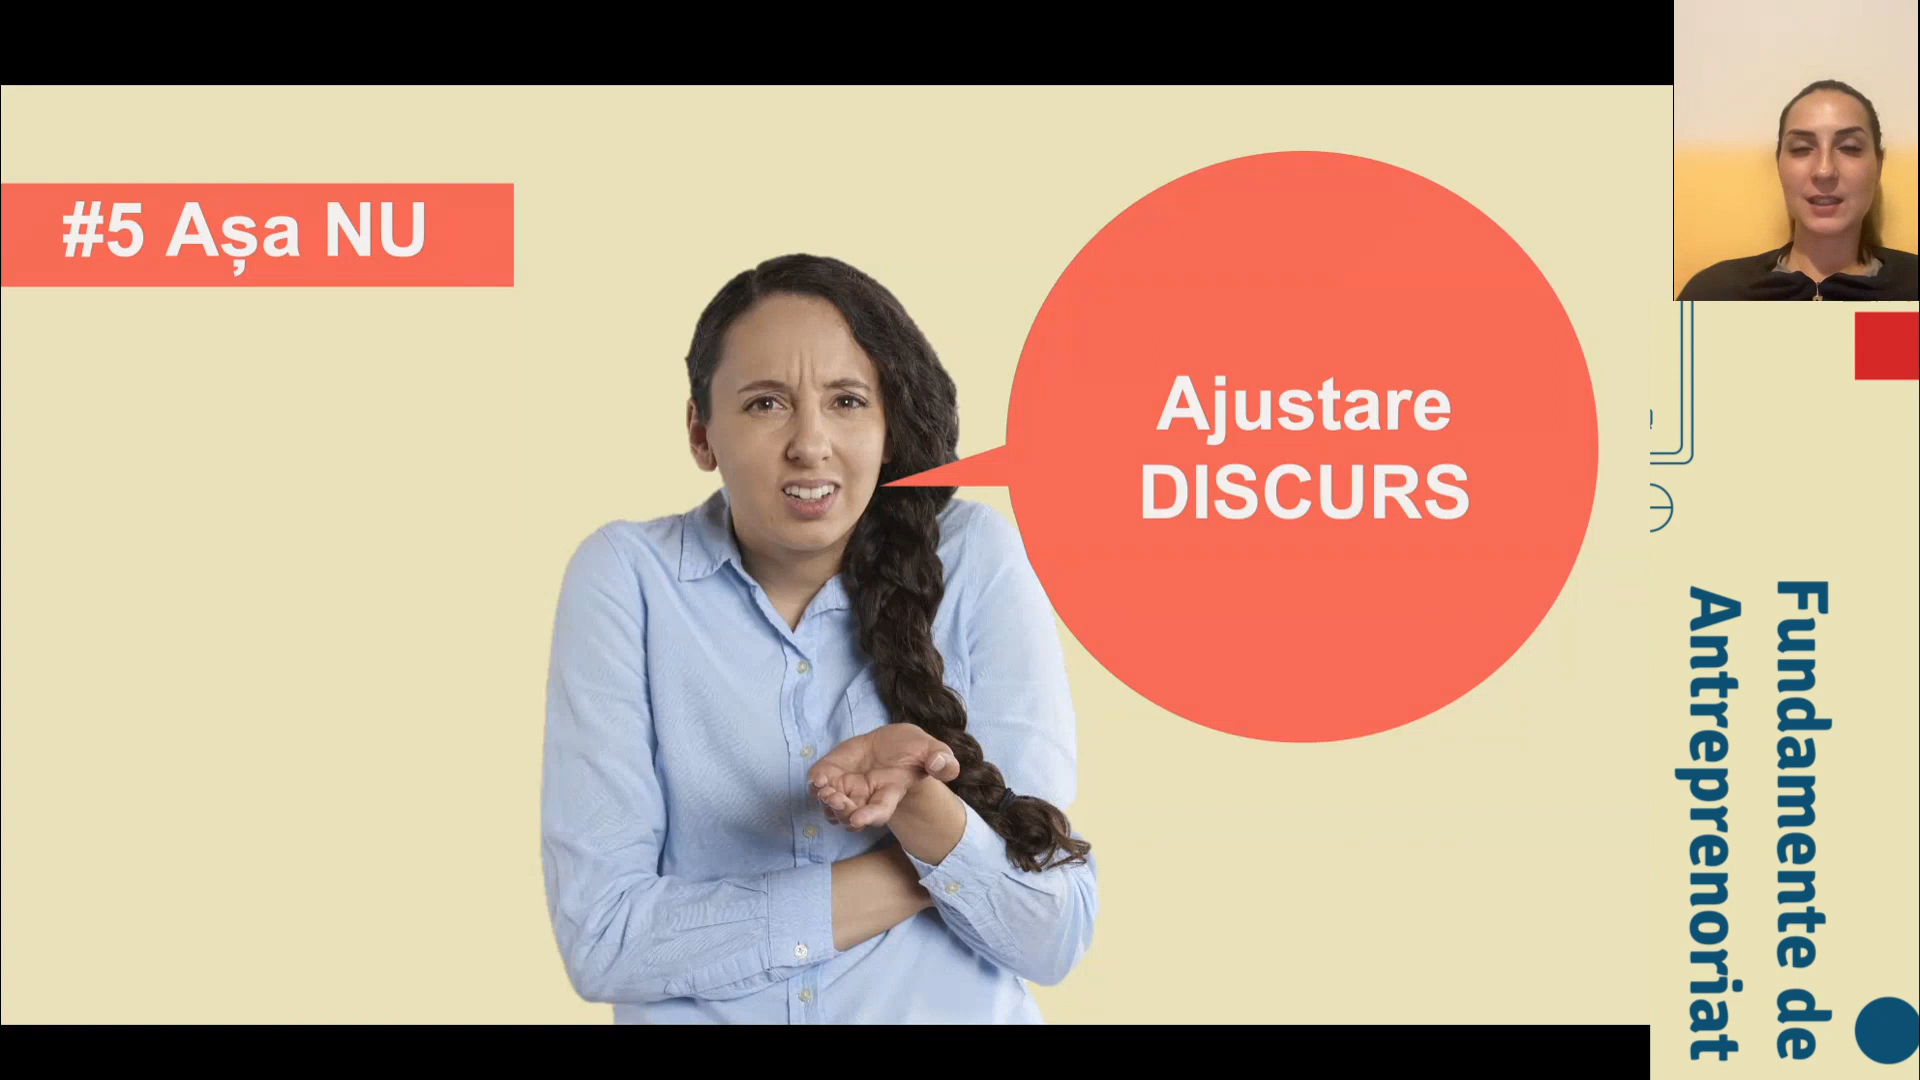 #5 Așa NU
Ajustare
DISCURS
Fundamente de
Antreprenoriat